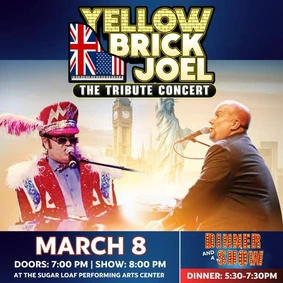 YELLOW
BRICK
JOEL
THE TRIBUTE CONCERT
MARCH 8
DOORS: 7:00 PM | SHOW: 8:00 PM
AT THE SUGAR LOAF PERFORMING ARTS CENTER
DINNER
AND A
SHOW
DINNER: 5:30-7:30PM